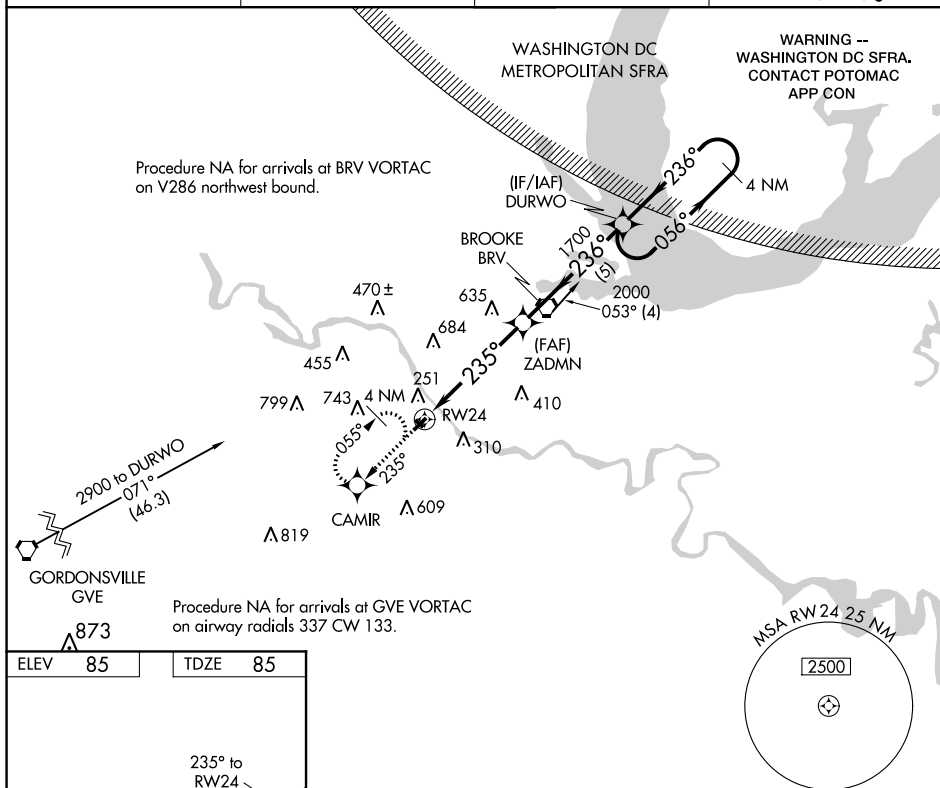 WASHINGTON DC
METROPOLITAN SFRA
WARNING --
WASHINGTON DC SFRA.
CONTACT POTOMAC
APP CON
Procedure NA for arrivals at BRV VORTAC
on V286 northwest bound.
236°
4 NM
(IF/IAF)
DURWO
056°
BROOKE
BRV
1700
236°
(5)
2000
053° (4)
470 ±
635
684
(FAF)
ZADMN
235°
455
251
410
799
743
4 NM
RW24
310
055°
235°
2900 to DURWO
071°
(46.3)
CAMIR
609
819
GORDONSVILLE
GVE
Procedure NA for arrivals at GVE VORTAC
on airway radials 337 CW 133.
873
MSA RW 24 25 NM
2500
ELEV 85
TDZE 85
235° to
RW24